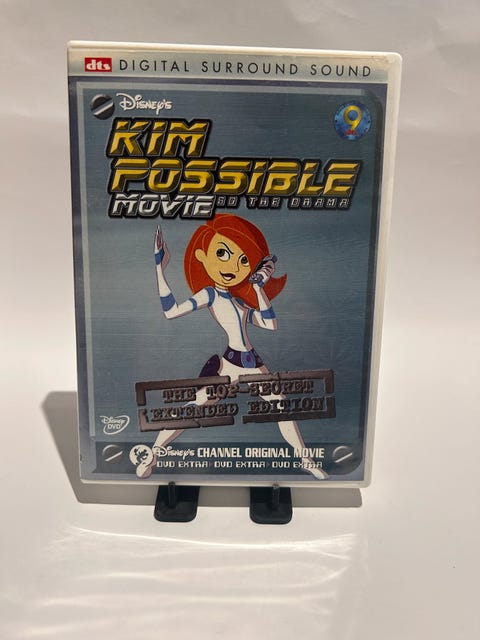 dts DIGITAL SURROUND SOUND
Disney's
9
KIM
POSSIBLE
MOVIE SO THE DRAMA
THE TOP-SECRET
EXTENDED EDITION
Disney
DVD
Disney's CHANNEL ORIGINAL MOVIE
DVD EXTRA DVD EXTRA DVD EXTRA